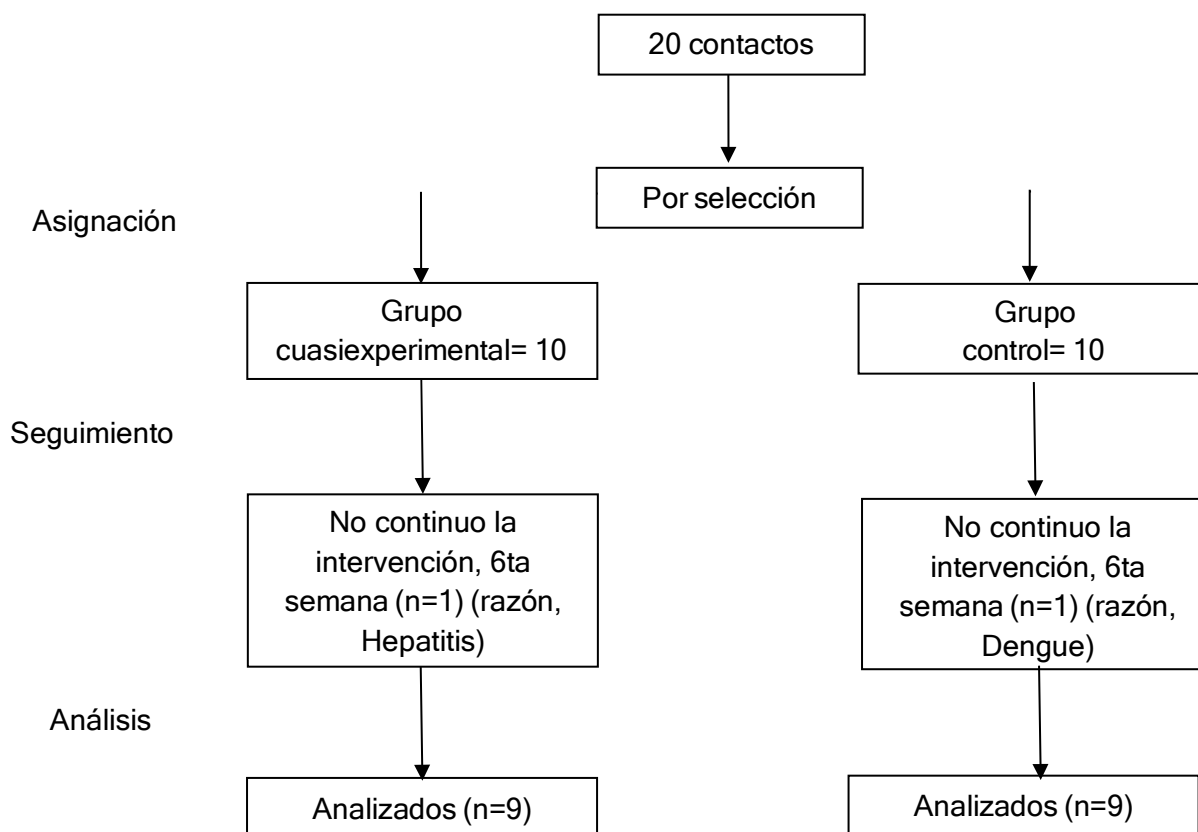 20 contactos
Por selección
Asignación
Grupo
cuasiexperimental= 10
Grupo
control= 10
Seguimiento
No continuo la
intervención, 6ta
semana (n=1) (razón,
Hepatitis)
No continuo la
intervención, 6ta
semana (n=1) (razón,
Dengue)
Análisis
Analizados (n=9)
Analizados (n=9)